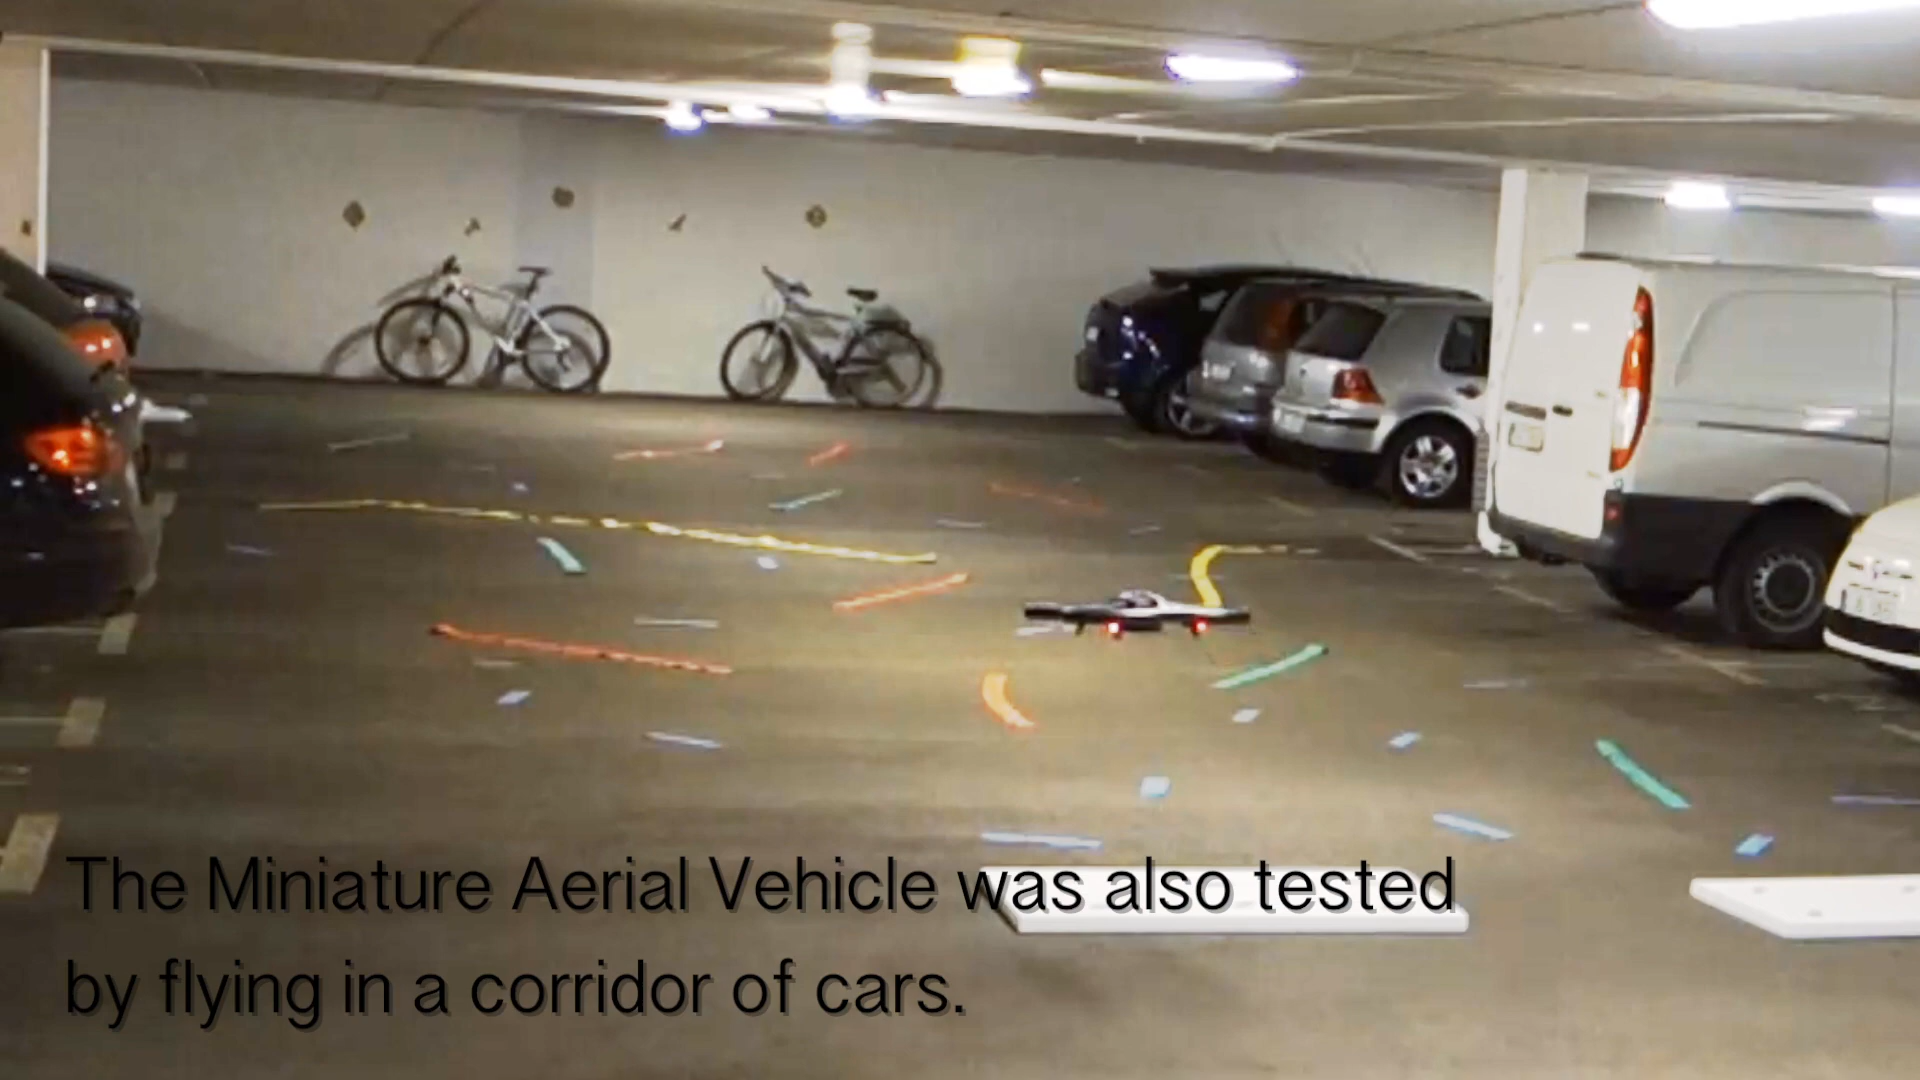 The Miniature Aerial Vehicle was also tested
by flying in a corridor of cars.